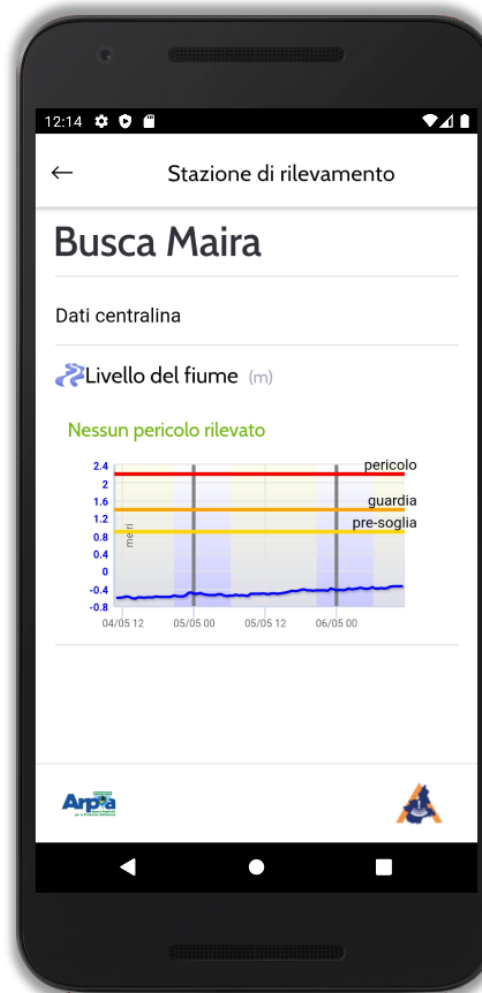 12:14
Stazione di rilevamento
Busca Maira
Dati centralina
Livello del fiume (m)
Nessun pericolo rilevato
pericolo
guardia
pre-soglia
2.4
2
1.6
1.2
0.8
0.4
0
-0.4
-0.8
04/05 12 05/05 00 05/05 12 06/05 00
Arpa